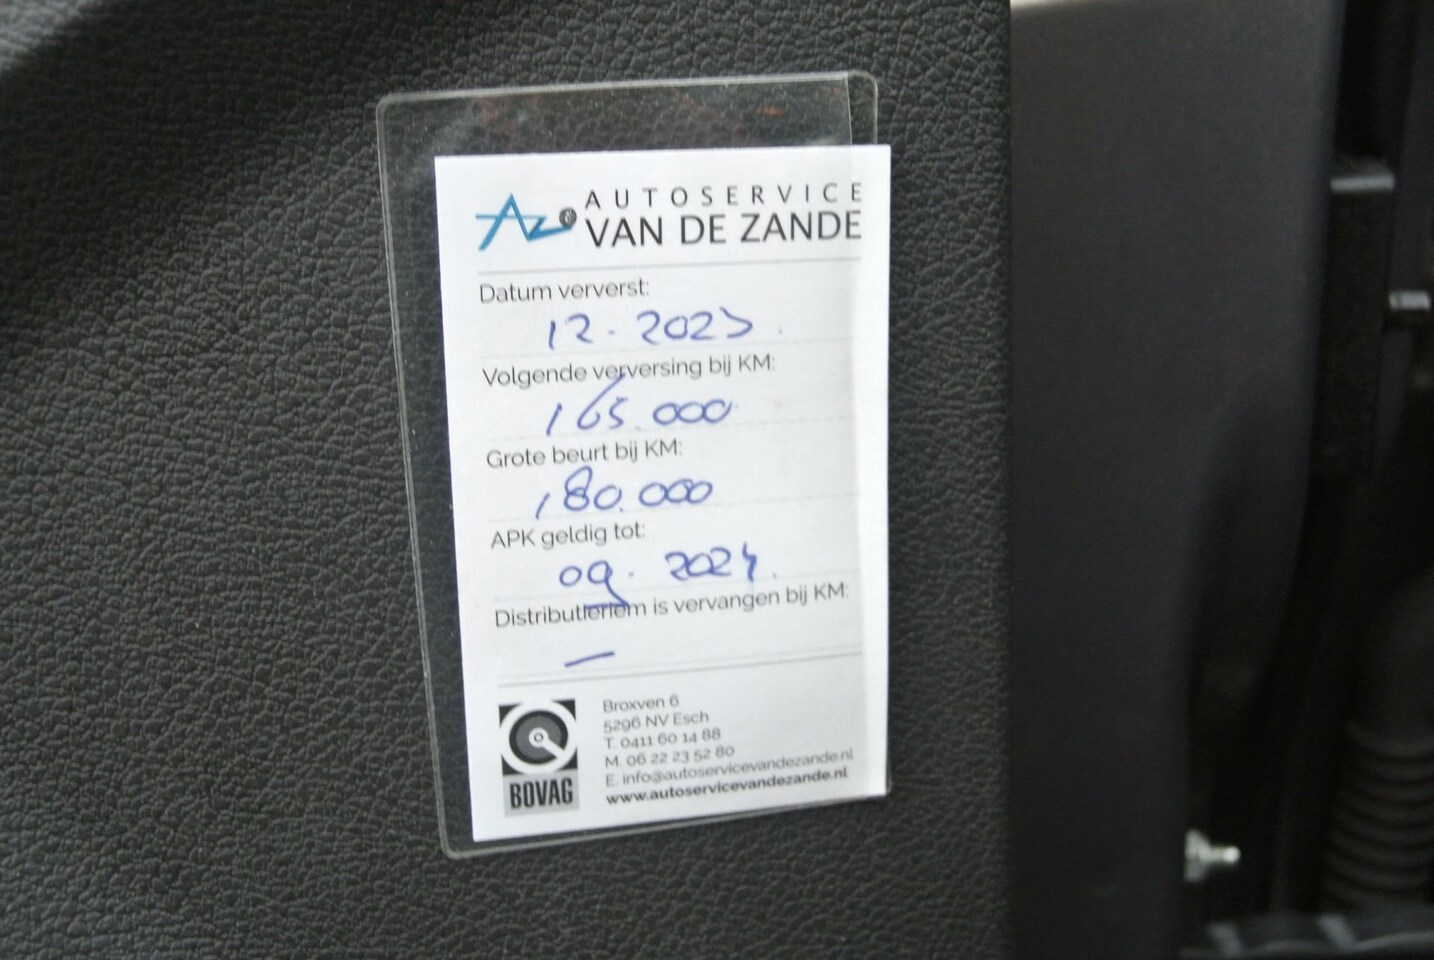 AUTOSERVICE
VAN DE ZANDE
Datum ververst:
12-2023
Volgende verversing bij KM:
165.000
Grote beurt bij KM:
180.000
APK geldig tot:
09. 2024.
Distributieriem is vervangen bij KM:
—
Broxven 6
5296 NV Esch
T. 0411 60 14 88
M. 06 22 23 52 80
E. info@autoservicevandezande.nl
www.autoservicevandezande.nl
BOVAG